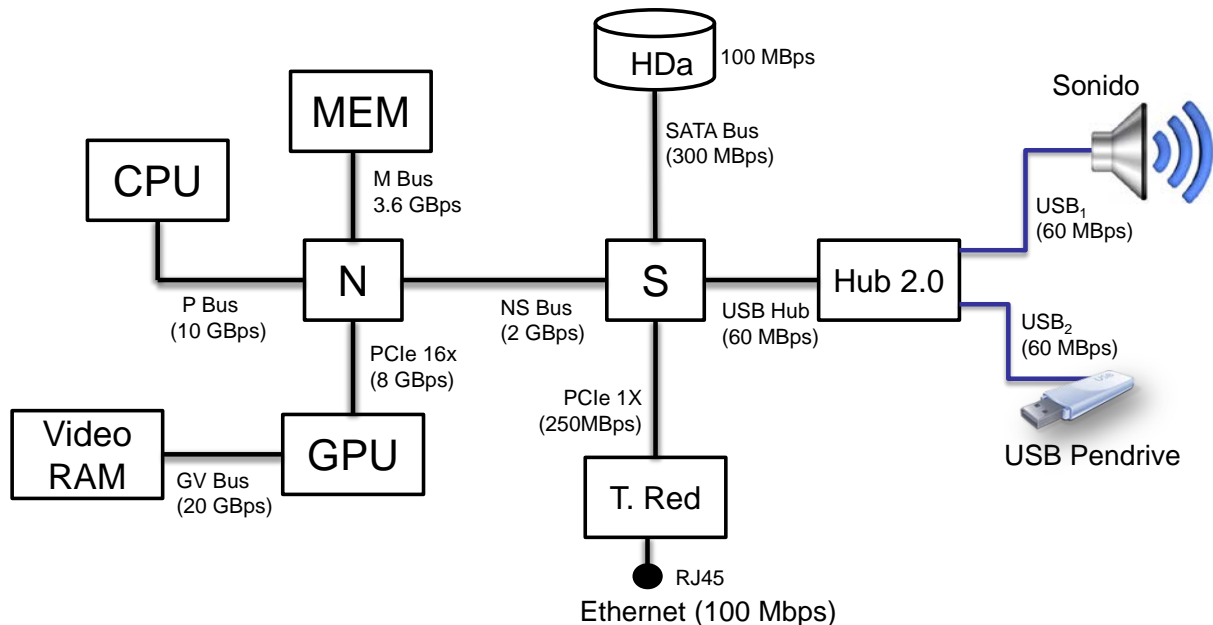 HDa
100 MBps
Sonido
MEM
SATA Bus
(300 MBps)
CPU
M Bus
3.6 GBps
USB1
(60 MBps)
N
S
Hub 2.0
P Bus
(10 GBps)
NS Bus
(2 GBps)
USB Hub
(60 MBps)
USB2
(60 MBps)
PCIe 16x
(8 GBps)
PCIe 1X
(250MBps)
USB
USB Pendrive
Video
RAM
GV Bus
(20 GBps)
GPU
T. Red
RJ45
Ethernet (100 Mbps)